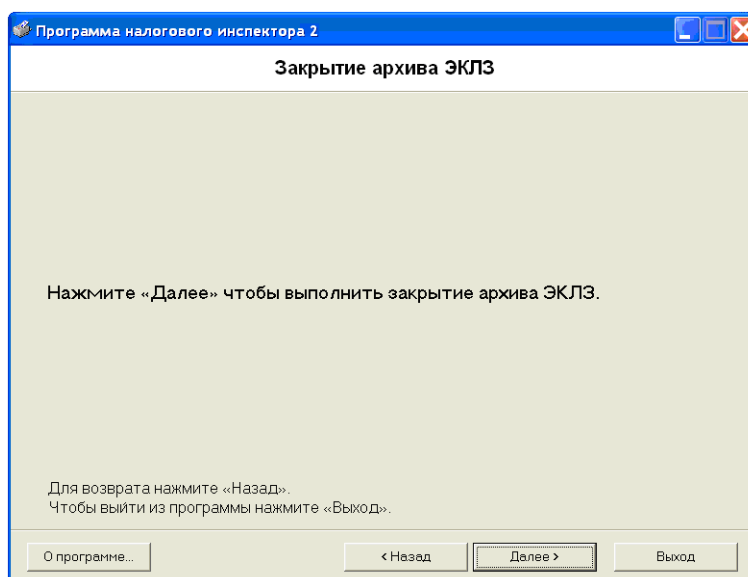 Программа налогового инспектора 2
Закрытие архива ЭКЛЗ
Нажмите «Далее» чтобы выполнить закрытие архива ЭКЛЗ.
Для возврата нажмите «Назад».
Чтобы выйти из программы нажмите «Выход».
О программе...
< Назад
Далее >
Выход